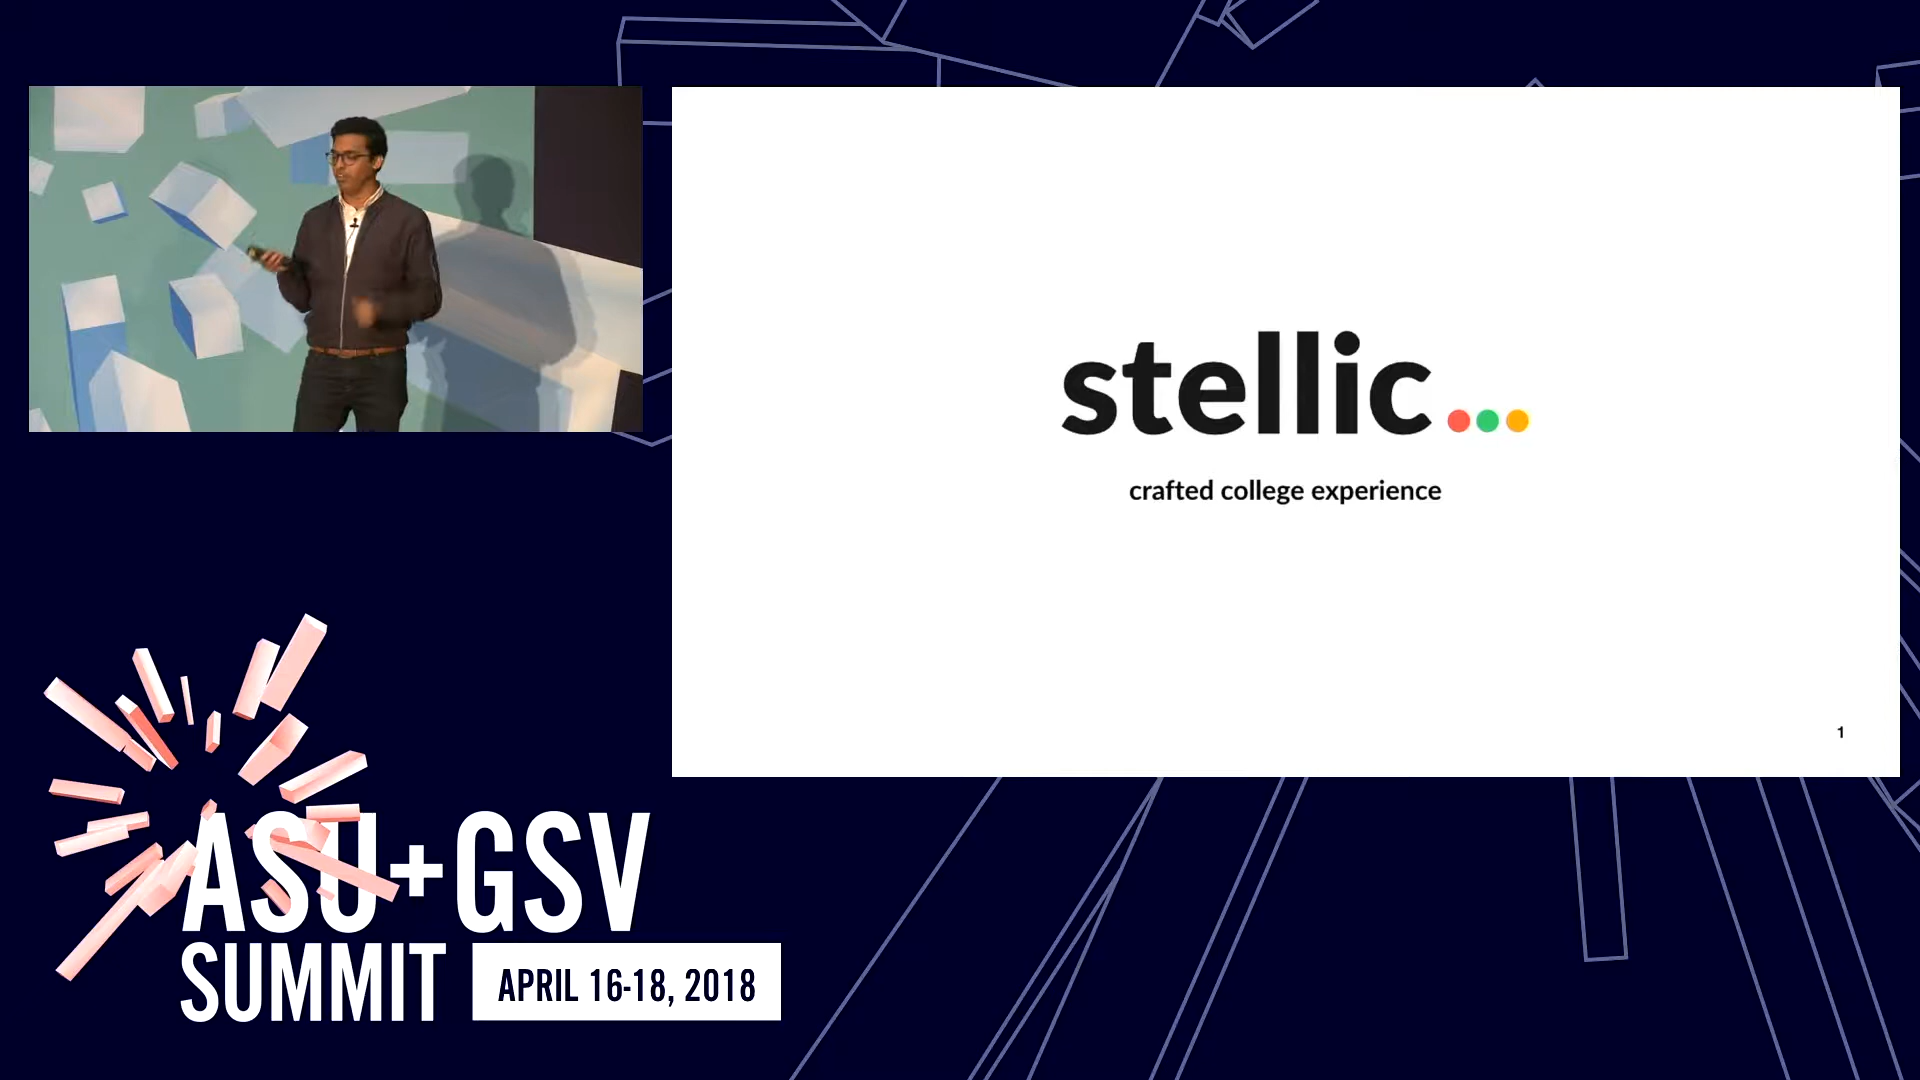 stellic...
crafted college experience
1
ASU+GSV
SUMMIT
APRIL 16-18, 2018